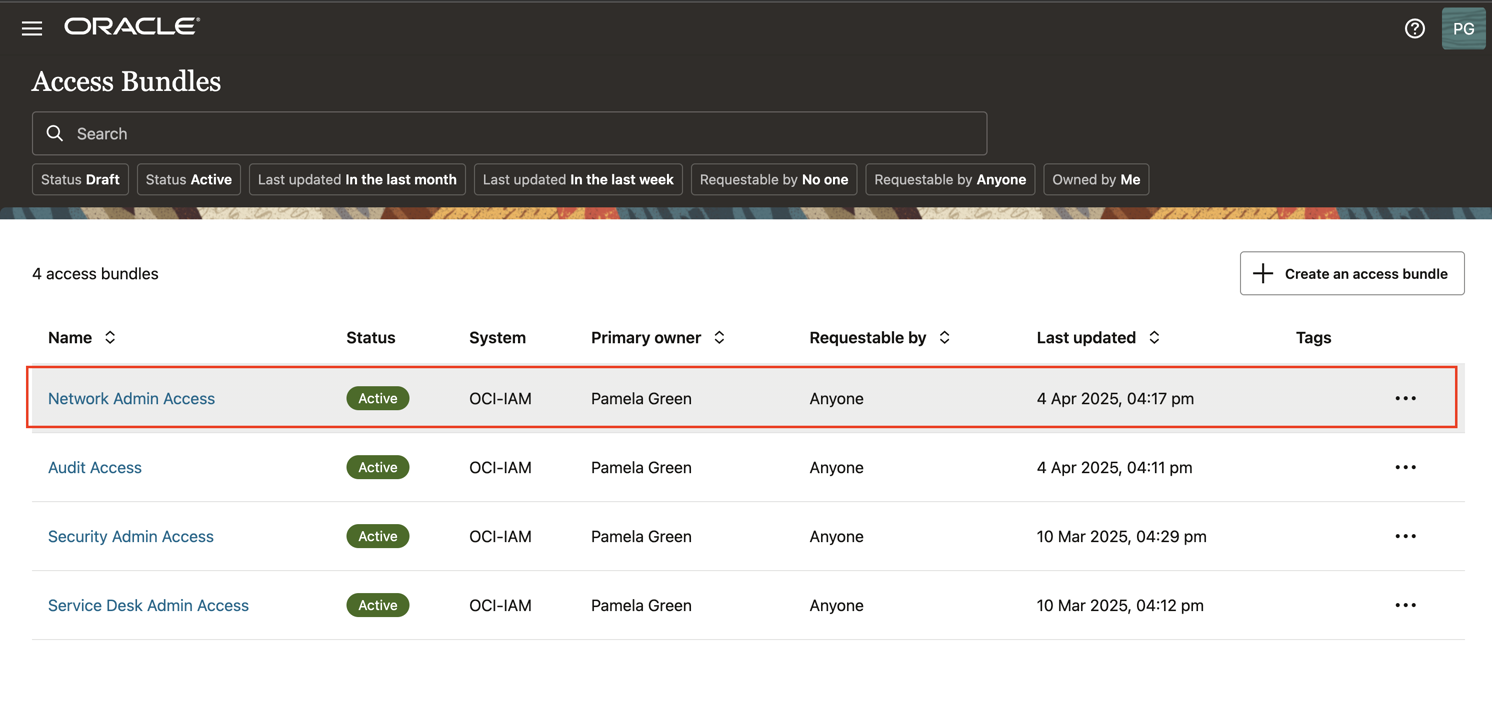 ORACLE®
PG
Access Bundles
Search
Status Draft Status Active Last updated In the last month Last updated In the last week Requestable by No one Requestable by Anyone Owned by Me
4 access bundles
Create an access bundle
Name Status System Primary owner Requestable by Last updated Tags
Network Admin Access Active OCI-IAM Pamela Green Anyone 4 Apr 2025, 04:17 pm
Audit Access Active OCI-IAM Pamela Green Anyone 4 Apr 2025, 04:11 pm
Security Admin Access Active OCI-IAM Pamela Green Anyone 10 Mar 2025, 04:29 pm
Service Desk Admin Access Active OCI-IAM Pamela Green Anyone 10 Mar 2025, 04:12 pm